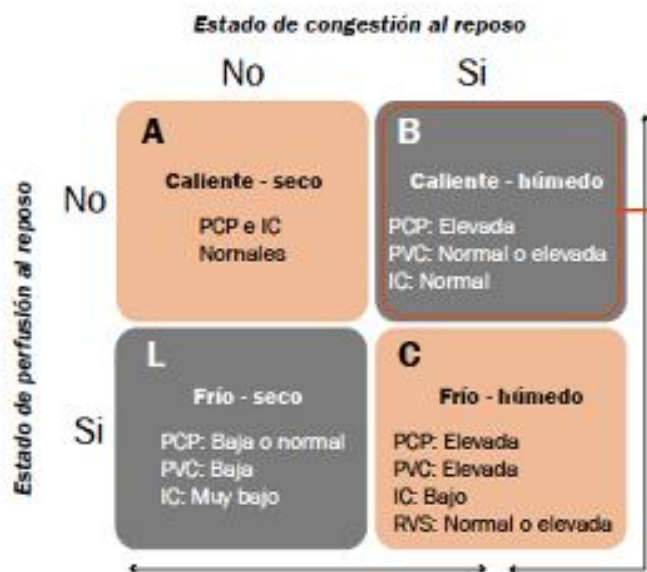 Estado de congestión al reposo
No
Si
Estado de perfusión al reposo
No
A
Caliente - seco
PCP e IC
Nornales
B
Caliente - húmedo
PCP: Elevada
PVC: Normal o elevada
IC: Normal
Si
L
Frío - seco
PCP: Baja o normal
PVC: Baja
IC: Muy bajo
C
Frío - húmedo
PCP: Elevada
PVC: Elevada
IC: Bajo
RVS: Normal o elevada